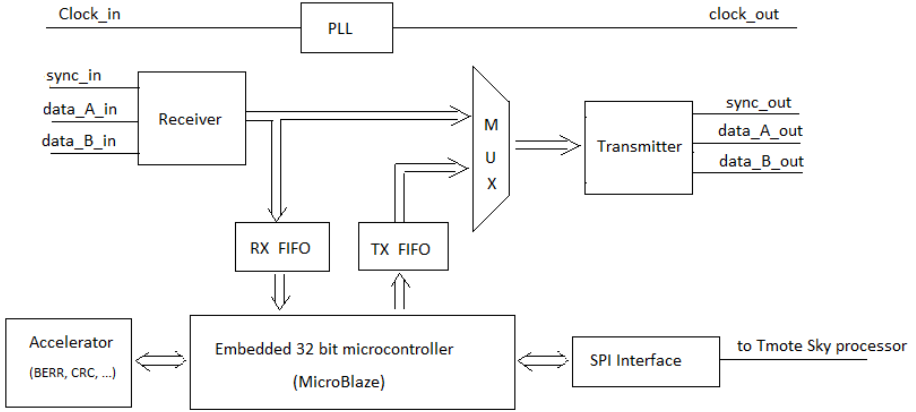 Clock_in
PLL
clock_out
sync_in
data_A_in
data_B_in
Receiver
M
U
X
Transmitter
sync_out
data_A_out
data_B_out
RX FIFO
TX FIFO
Accelerator
(BERR, CRC, ...)
Embedded 32 bit microcontroller
(MicroBlaze)
SPI Interface
to Tmote Sky processor